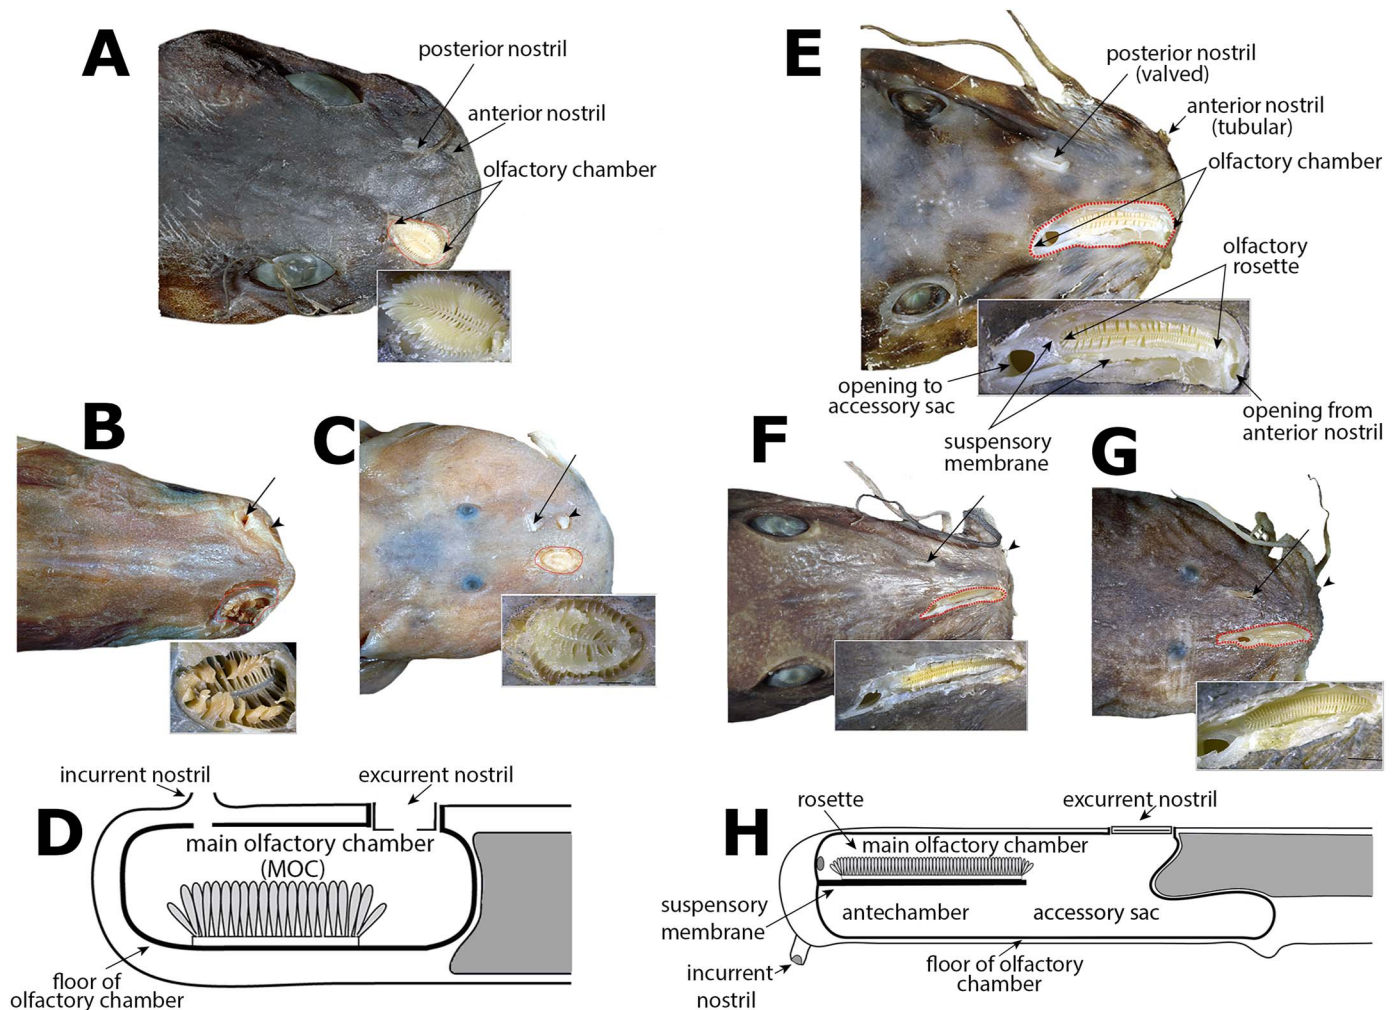 A
posterior nostril
anterior nostril
olfactory chamber
B
C
D
incurrent nostril
excurrent nostril
main olfactory chamber
(MOC)
floor of
olfactory chamber
E
posterior nostril
(valved)
anterior nostril
(tubular)
olfactory chamber
olfactory
rosette
opening to
accessory sac
suspensory
membrane
opening from
anterior nostril
F
G
H
rosette
excurrent nostril
main olfactory chamber
suspensory
membrane
antechamber
accessory sac
incurrent
nostril
floor of olfactory
chamber